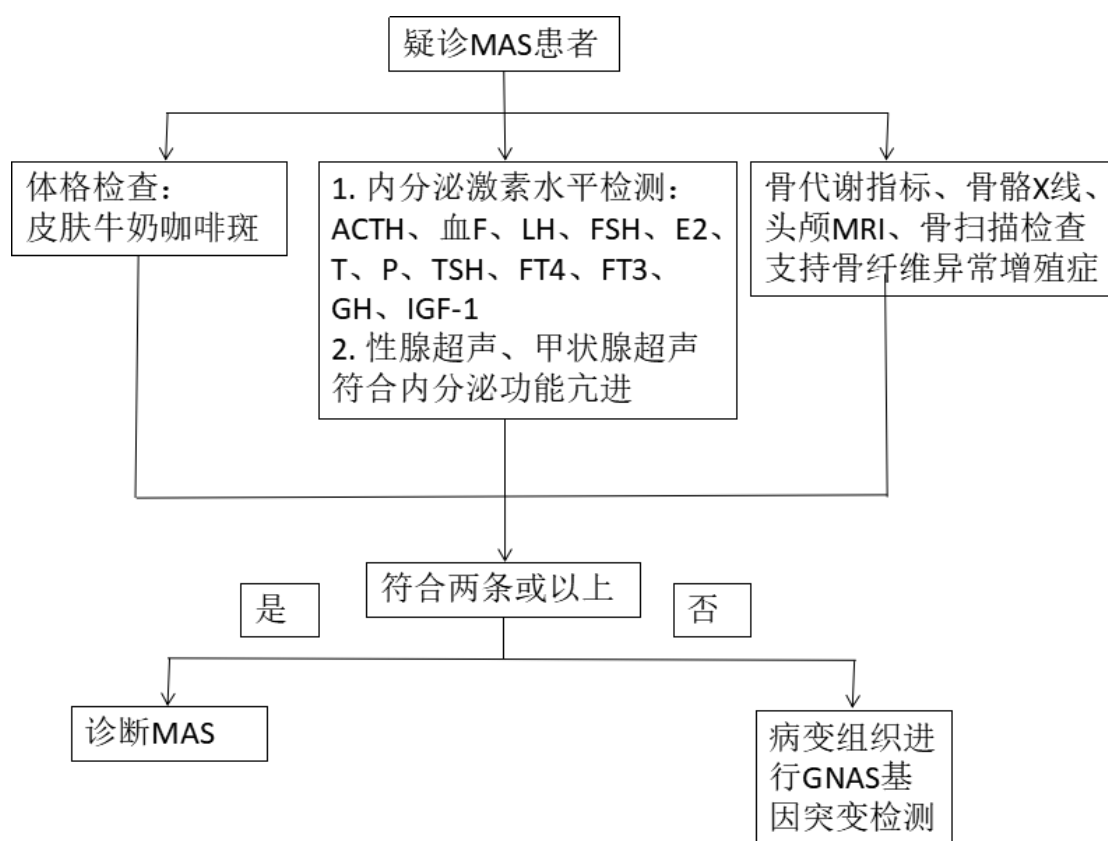 疑诊MAS患者
体格检查：
皮肤牛奶咖啡斑
1. 内分泌激素水平检测：
ACTH、血F、LH、FSH、E2、
T、P、TSH、FT4、FT3、
GH、IGF-1
2. 性腺超声、甲状腺超声
符合内分泌功能亢进
骨代谢指标、骨骼X线、
头颅MRI、骨扫描检查
支持骨纤维异常增殖症
符合两条或以上
是
否
诊断MAS
病变组织进
行GNAS基
因突变检测